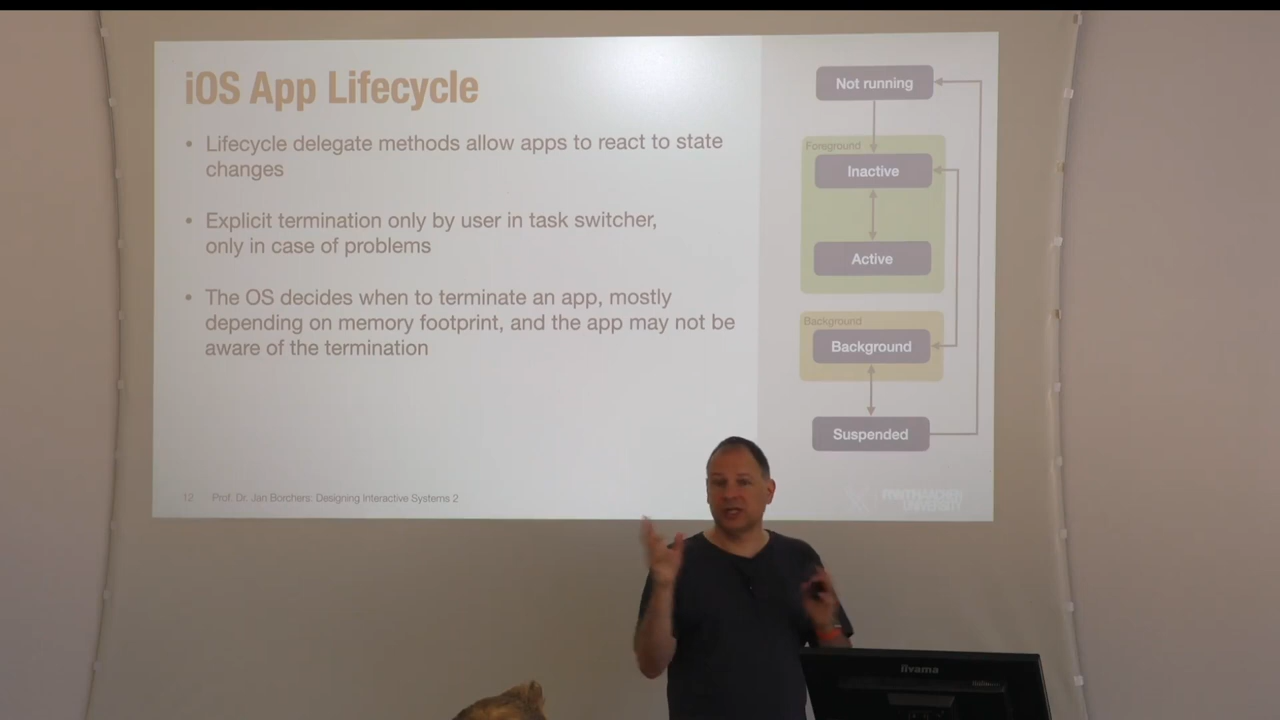 iOS App Lifecycle
• Lifecycle delegate methods allow apps to react to state
changes
• Explicit termination only by user in task switcher,
only in case of problems
• The OS decides when to terminate an app, mostly
depending on memory footprint, and the app may not be
aware of the termination
Not running
Foreground
Inactive
Active
Background
Background
Suspended
12 Prof. Dr. Jan Borchers: Designing Interactive Systems 2
RWTH AACHEN
UNIVERSITY
iiyama